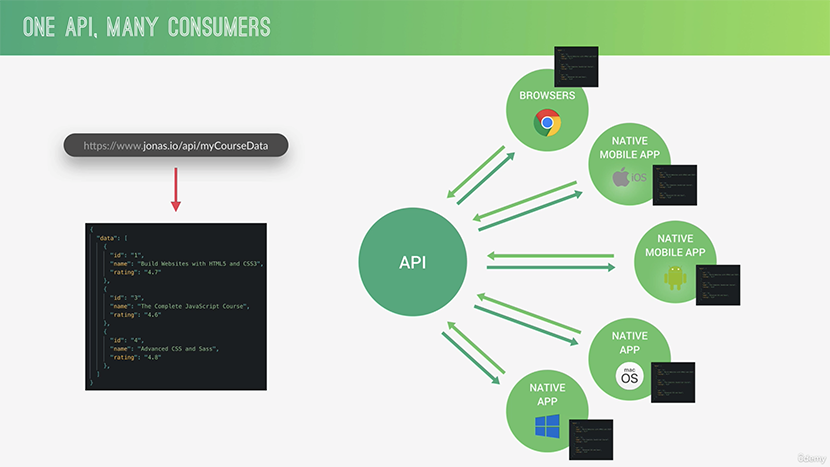 ONE API, MANY CONSUMERS
https://www.jonas.io/api/myCourseData
{
"data": [
{
"id": "1",
"name": "Build Websites with HTML5 and CSS3",
"rating": "4.7"
},
{
"id": "3",
"name": "The Complete JavaScript Course",
"rating": "4.6"
},
{
"id": "4",
"name": "Advanced CSS and Sass",
"rating": "4.8"
},
]
}
API
BROWSERS
NATIVE
MOBILE APP
iOS
NATIVE
MOBILE APP
NATIVE
APP
mac
OS
NATIVE
APP
ûdemy